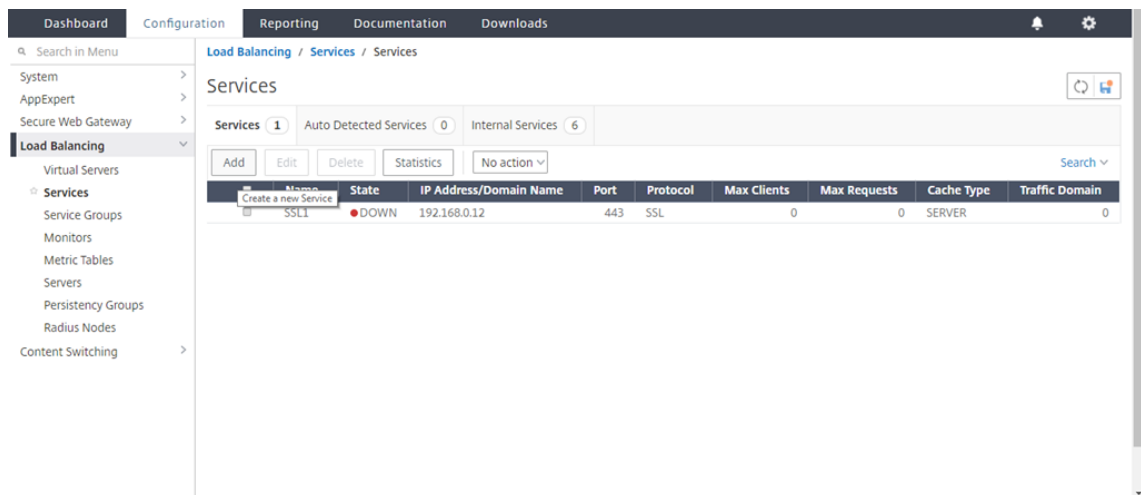 Dashboard Configuration Reporting Documentation Downloads
Search in Menu
System
AppExpert
Secure Web Gateway
Load Balancing
Virtual Servers
Services
Service Groups
Monitors
Metric Tables
Servers
Persistency Groups
Radius Nodes
Content Switching
Load Balancing / Services / Services
Services
Services 1 Auto Detected Services 0 Internal Services 6
Add Edit Delete Statistics No action Search
Name State IP Address/Domain Name Port Protocol Max Clients Max Requests Cache Type Traffic Domain
Create a new Service
SSL1 DOWN 192.168.0.12 443 SSL 0 0 SERVER 0